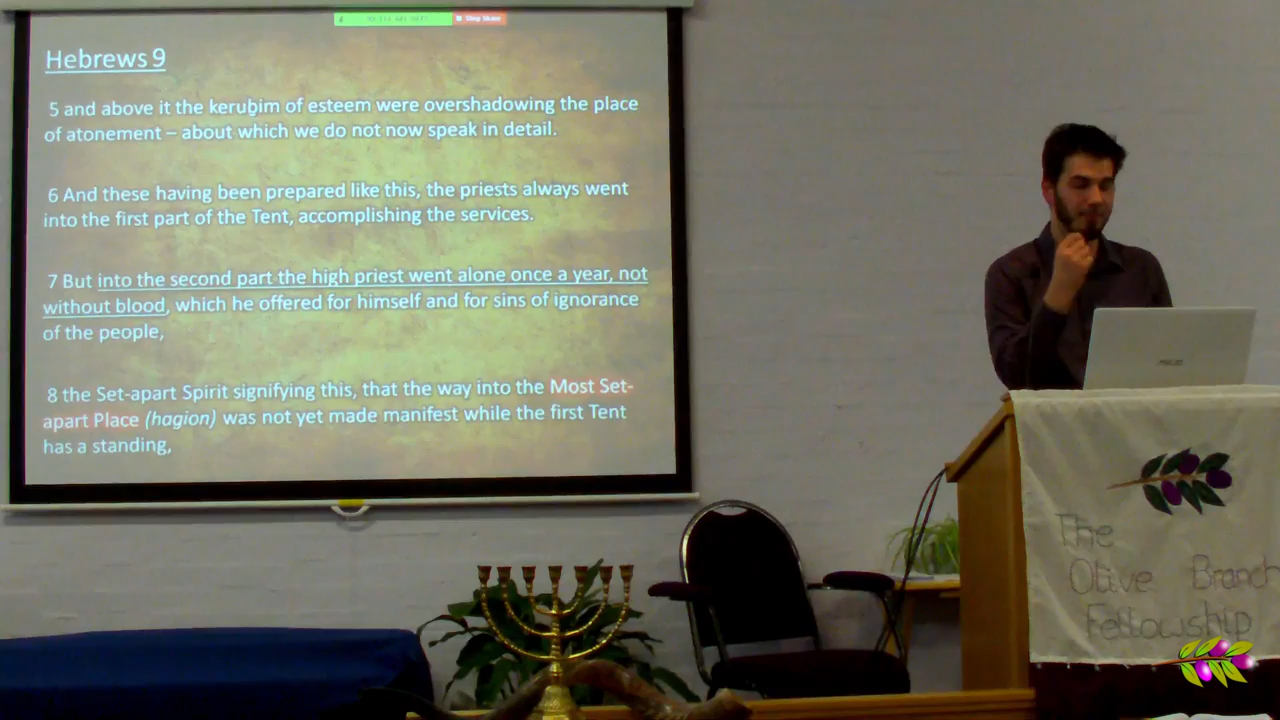 Stop Share
Hebrews 9
5 and above it the keruḇim of esteem were overshadowing the place
of atonement – about which we do not now speak in detail.
6 And these having been prepared like this, the priests always went
into the first part of the Tent, accomplishing the services.
7 But into the second part the high priest went alone once a year, not
without blood, which he offered for himself and for sins of ignorance
of the people,
8 the Set-apart Spirit signifying this, that the way into the Most Set-
apart Place (hagion) was not yet made manifest while the first Tent
has a standing,
ASUS
The
Olive Branch
Fellowship